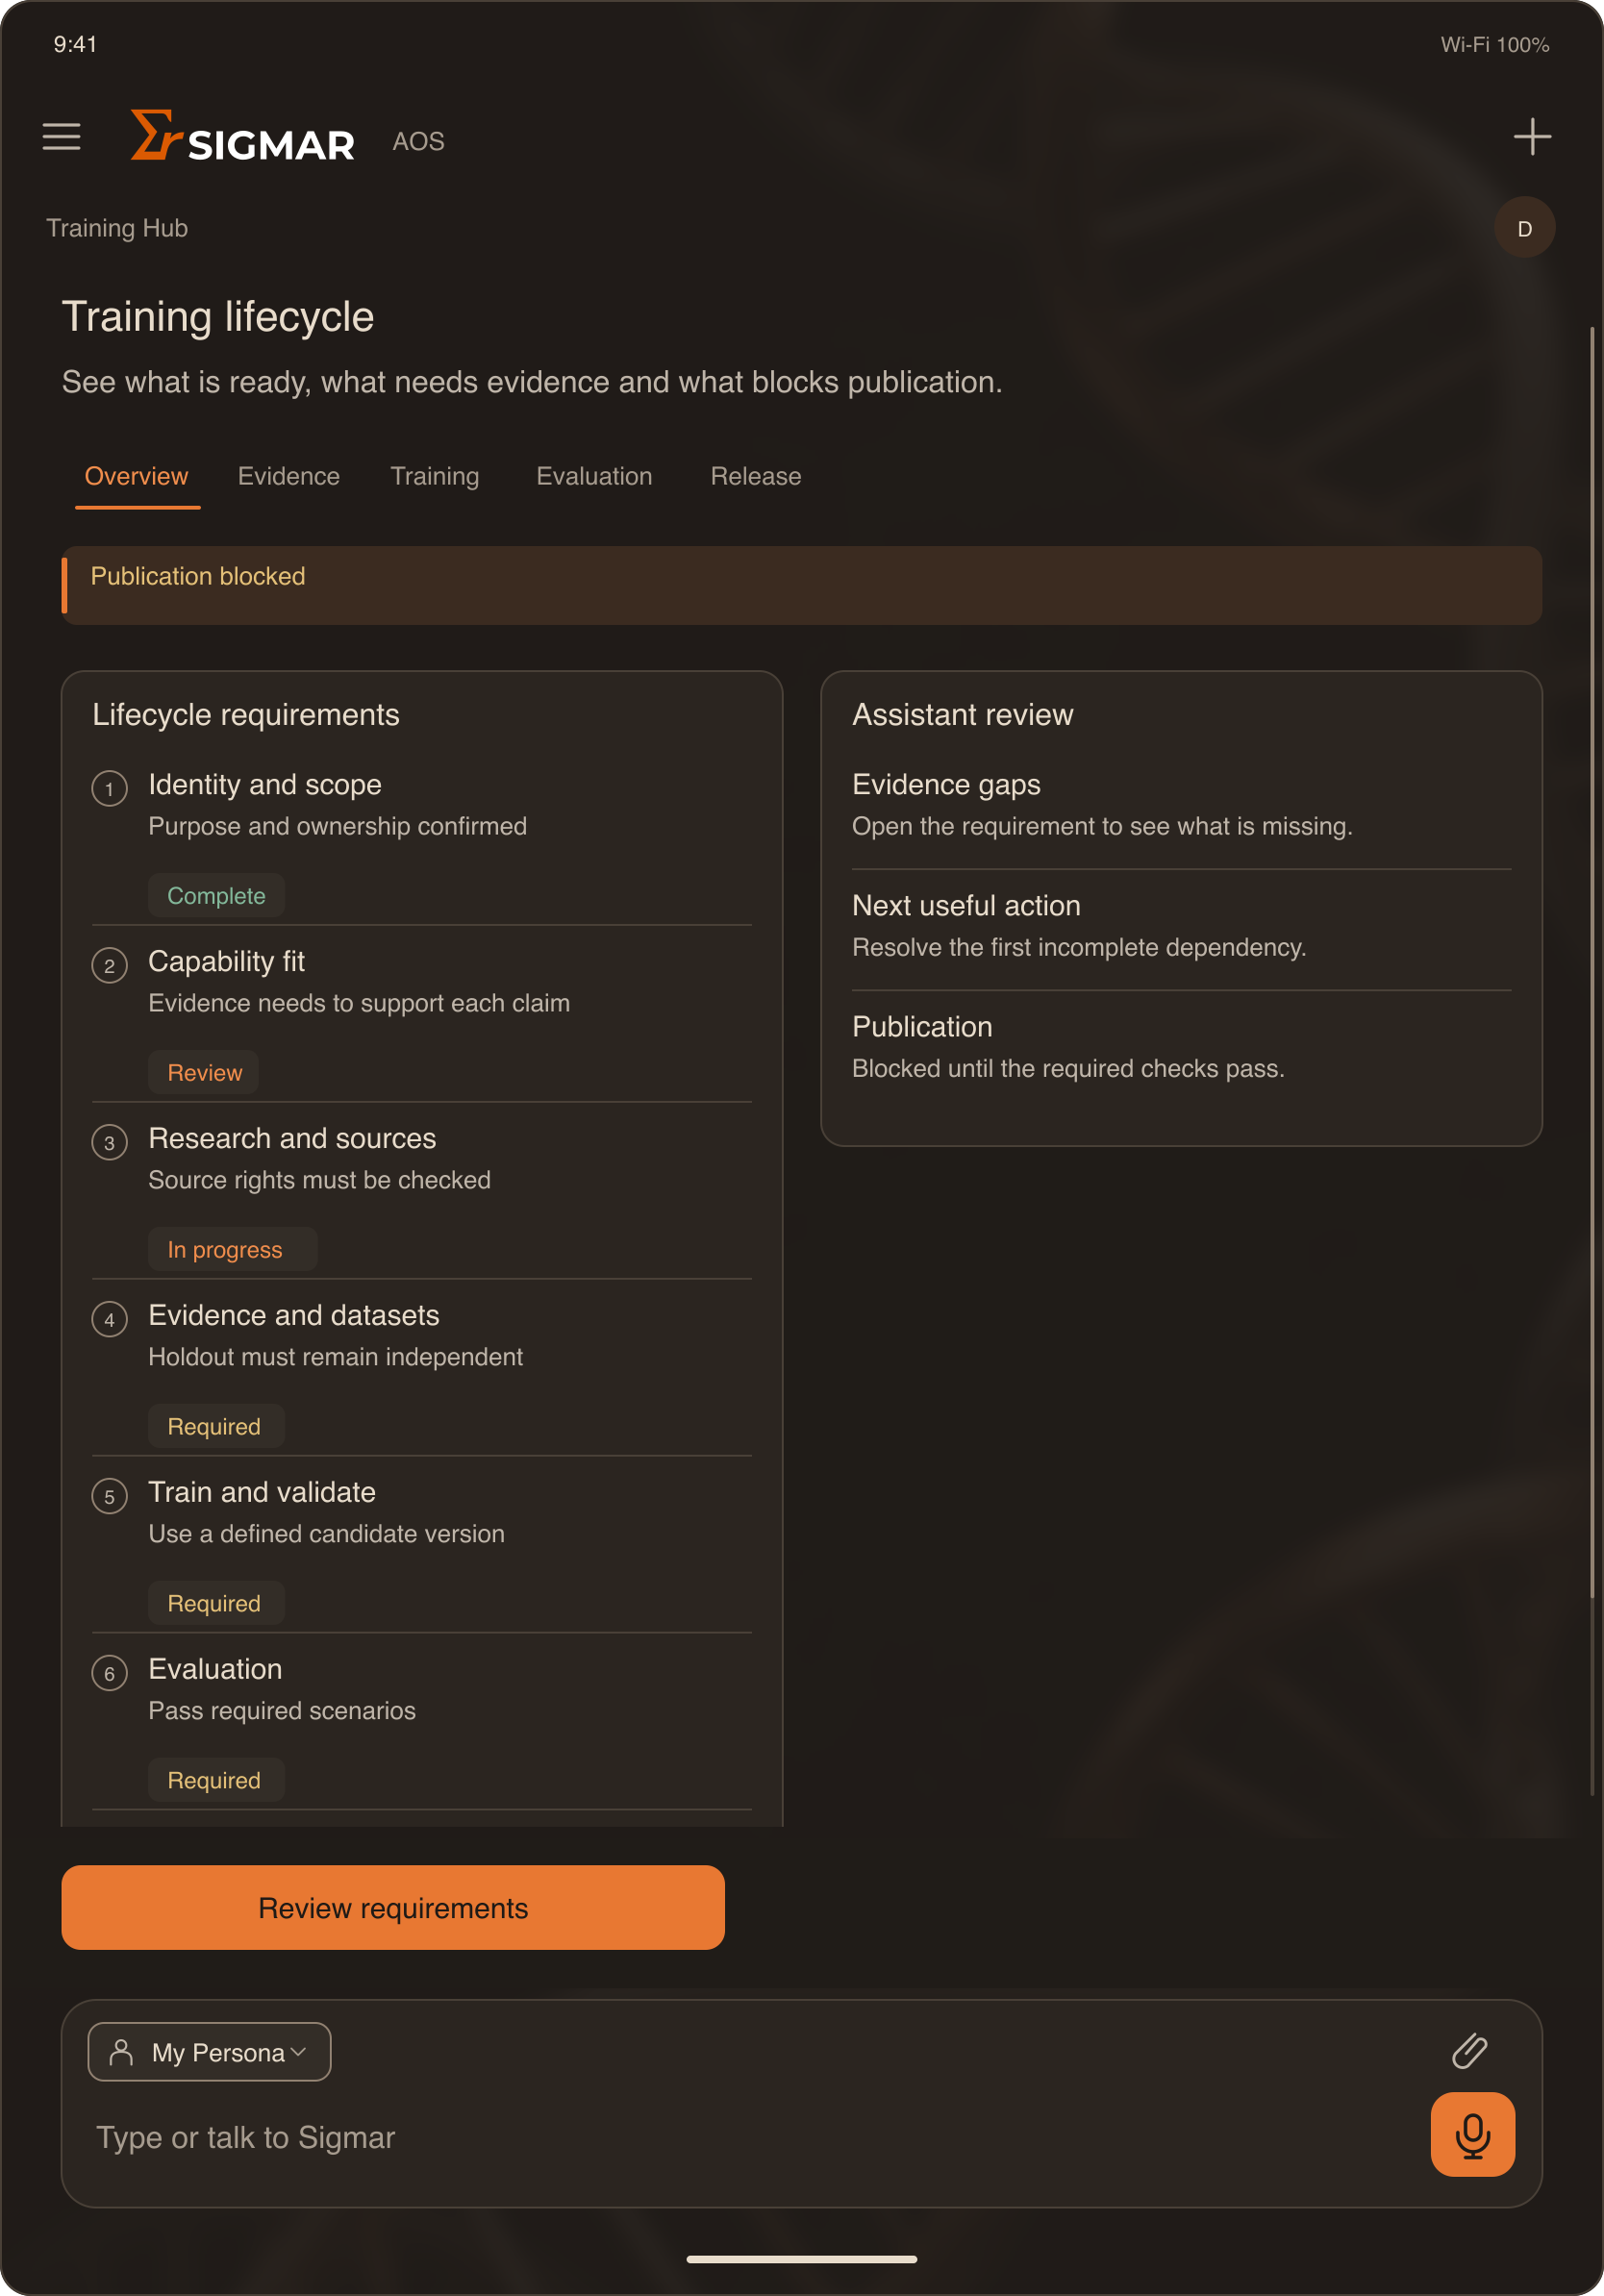 9:41
Wi-Fi 100%
Σr SIGMAR AOS
Training Hub
D
Training lifecycle
See what is ready, what needs evidence and what blocks publication.
Overview Evidence Training Evaluation Release
Publication blocked
Lifecycle requirements
1 Identity and scope
Purpose and ownership confirmed
Complete
2 Capability fit
Evidence needs to support each claim
Review
3 Research and sources
Source rights must be checked
In progress
4 Evidence and datasets
Holdout must remain independent
Required
5 Train and validate
Use a defined candidate version
Required
6 Evaluation
Pass required scenarios
Required
Assistant review
Evidence gaps
Open the requirement to see what is missing.
Next useful action
Resolve the first incomplete dependency.
Publication
Blocked until the required checks pass.
Review requirements
My Persona
Type or talk to Sigmar